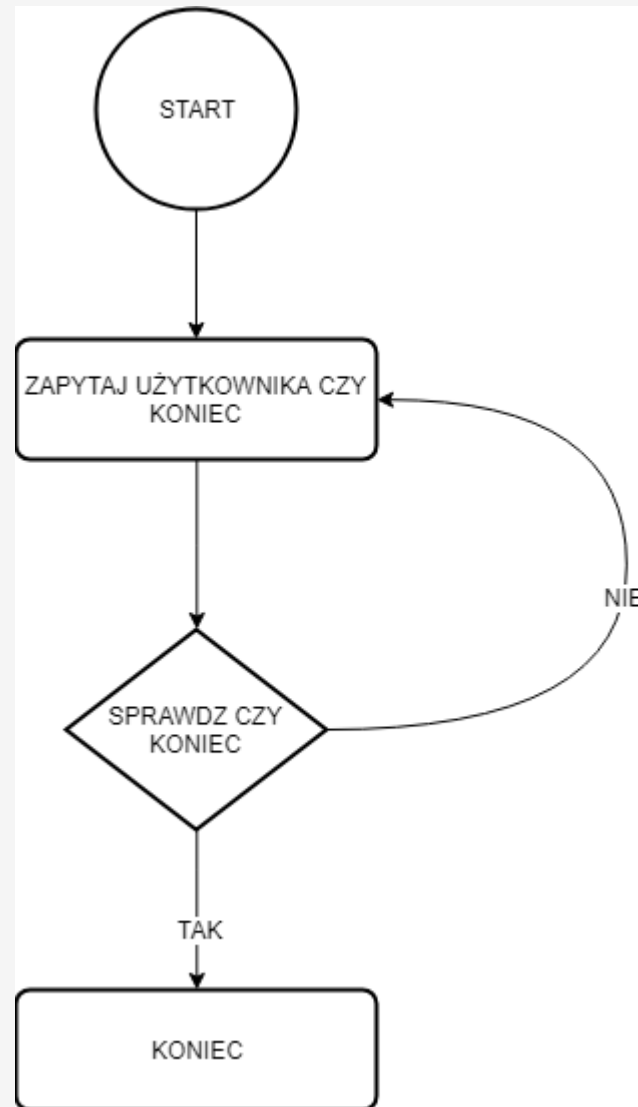 START
ZAPYTAJ UŻYTKOWNIKA CZY
KONIEC
NIE
SPRAWDZ CZY
KONIEC
TAK
KONIEC